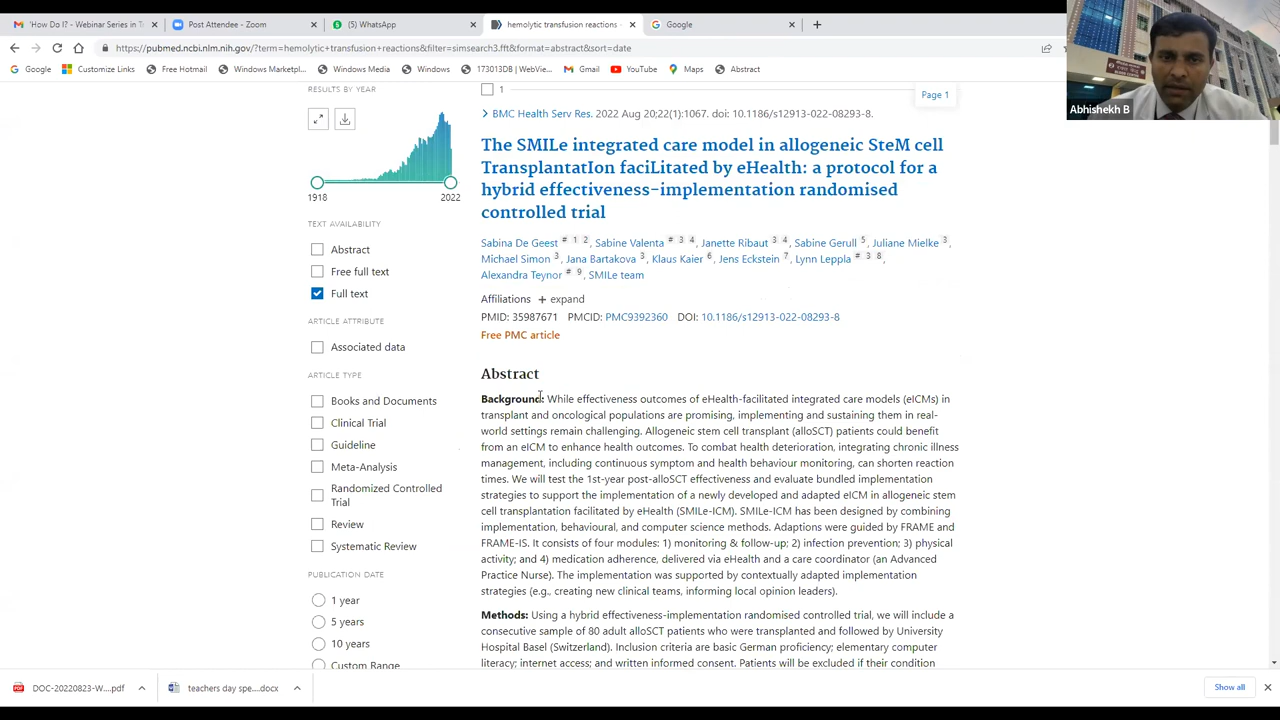 'How Do I?' - Webinar Series in T
Post Attendee - Zoom
(5) WhatsApp
hemolytic transfusion reactions -
Google
https://pubmed.ncbi.nlm.nih.gov/?term=hemolytic+transfusion+reactions&filter=simsearch3.fft&format=abstract&sort=date
Google
Customize Links
Free Hotmail
Windows Marketpl...
Windows Media
Windows
173013DB | WebVie...
Gmail
YouTube
Maps
Abstract
Abhishekh B
RESULTS BY YEAR
1918
2022
TEXT AVAILABILITY
Abstract
Free full text
Full text
ARTICLE ATTRIBUTE
Associated data
ARTICLE TYPE
Books and Documents
Clinical Trial
Guideline
Meta-Analysis
Randomized Controlled
Trial
Review
Systematic Review
PUBLICATION DATE
1 year
5 years
10 years
Custom Range
1
Page 1
BMC Health Serv Res. 2022 Aug 20;22(1):1067. doi: 10.1186/s12913-022-08293-8.
The SMILe integrated care model in allogeneic SteM cell
TransplantatIon faciLitated by eHealth: a protocol for a
hybrid effectiveness-implementation randomised
controlled trial
Sabina De Geest # 1 2, Sabine Valenta # 3 4, Janette Ribaut 3 4, Sabine Gerull 5, Juliane Mielke 3,
Michael Simon 3, Jana Bartakova 3, Klaus Kaier 6, Jens Eckstein 7, Lynn Leppla # 3 8,
Alexandra Teynor # 9, SMILe team
Affiliations + expand
PMID: 35987671 PMCID: PMC9392360 DOI: 10.1186/s12913-022-08293-8
Free PMC article
Abstract
Background: While effectiveness outcomes of eHealth-facilitated integrated care models (eICMs) in
transplant and oncological populations are promising, implementing and sustaining them in real-
world settings remain challenging. Allogeneic stem cell transplant (alloSCT) patients could benefit
from an eICM to enhance health outcomes. To combat health deterioration, integrating chronic illness
management, including continuous symptom and health behaviour monitoring, can shorten reaction
times. We will test the 1st-year post-alloSCT effectiveness and evaluate bundled implementation
strategies to support the implementation of a newly developed and adapted eICM in allogeneic stem
cell transplantation facilitated by eHealth (SMILe-ICM). SMILe-ICM has been designed by combining
implementation, behavioural, and computer science methods. Adaptions were guided by FRAME and
FRAME-IS. It consists of four modules: 1) monitoring & follow-up; 2) infection prevention; 3) physical
activity; and 4) medication adherence, delivered via eHealth and a care coordinator (an Advanced
Practice Nurse). The implementation was supported by contextually adapted implementation
strategies (e.g., creating new clinical teams, informing local opinion leaders).
Methods: Using a hybrid effectiveness-implementation randomised controlled trial, we will include a
consecutive sample of 80 adult alloSCT patients who were transplanted and followed by University
Hospital Basel (Switzerland). Inclusion criteria are basic German proficiency; elementary computer
literacy; internet access; and written informed consent. Patients will be excluded if their condition
DOC-20220823-W....pdf
teachers day spe....docx
Show all